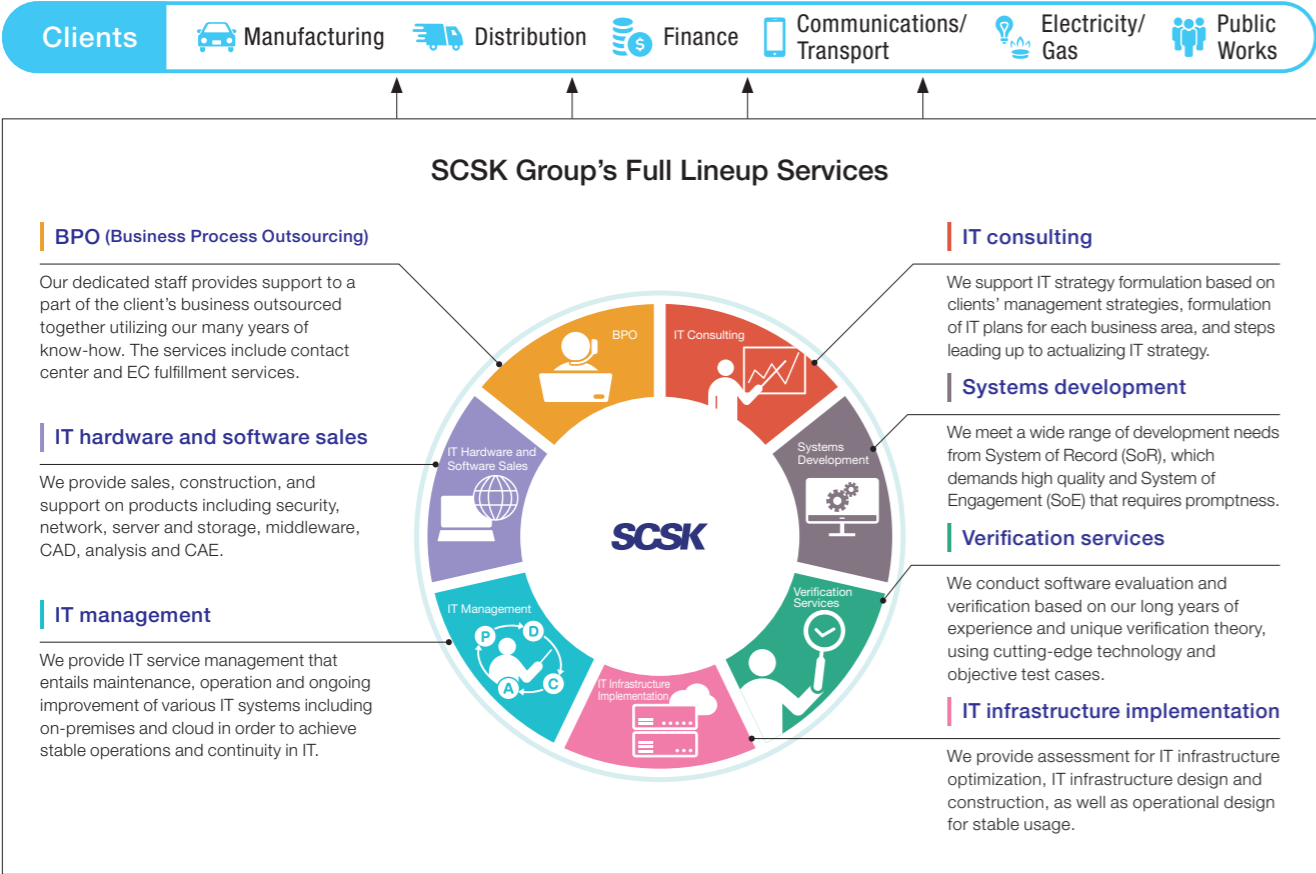 Clients
Manufacturing
Distribution
Finance
Communications/
Transport
Electricity/
Gas
Public
Works
SCSK Group's Full Lineup Services
BPO (Business Process Outsourcing)
Our dedicated staff provides support to a
part of the client's business outsourced
together utilizing our many years of
know-how. The services include contact
center and EC fulfillment services.
IT hardware and software sales
We provide sales, construction, and
support on products including security,
network, server and storage, middleware,
CAD, analysis and CAE.
IT management
We provide IT service management that
entails maintenance, operation and ongoing
improvement of various IT systems including
on-premises and cloud in order to achieve
stable operations and continuity in IT.
BPO
IT Consulting
IT Hardware and
Software Sales
Systems
Development
SCSK
IT Management
P
D
A
C
Verification
Services
IT Infrastructure
Implementation
IT consulting
We support IT strategy formulation based on
clients' management strategies, formulation
of IT plans for each business area, and steps
leading up to actualizing IT strategy.
Systems development
We meet a wide range of development needs
from System of Record (SoR), which
demands high quality and System of
Engagement (SoE) that requires promptness.
Verification services
We conduct software evaluation and
verification based on our long years of
experience and unique verification theory,
using cutting-edge technology and
objective test cases.
IT infrastructure implementation
We provide assessment for IT infrastructure
optimization, IT infrastructure design and
construction, as well as operational design
for stable usage.